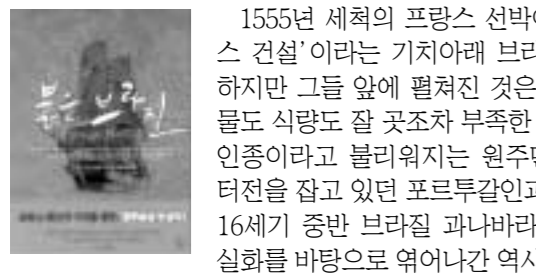 붉은 브라질
1555년 세척의 프랑스 선박이
스 건설’이라는 기치아래 브라
하지만 그들 앞에 펼쳐진 것은
물도 식량도 잘 곳조차 부족한
인종이라고 불리워지는 원주민
터전을 잡고 있던 포르투갈인과
16세기 중반 브라질 과나바라
실화를 바탕으로 엮어나간 역사